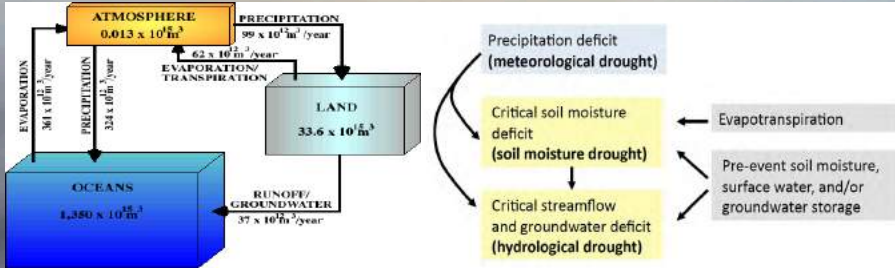 ATMOSPHERE
0.013 x 10¹⁵m³
PRECIPITATION
99 x 10¹²m³/year
62 x 10¹²m³/year
EVAPORATION/
TRANSPIRATION
EVAPORATION
361 x 10¹²m³/year
PRECIPITATION
324 x 10¹²m³/year
LAND
33.6 x 10¹⁵m³
OCEANS
1,350 x 10¹⁵m³
RUNOFF/
GROUNDWATER
37 x 10¹²m³/year
Precipitation deficit
(meteorological drought)
Critical soil moisture
deficit
(soil moisture drought)
Critical streamflow
and groundwater deficit
(hydrological drought)
Evapotranspiration
Pre-event soil moisture,
surface water, and/or
groundwater storage